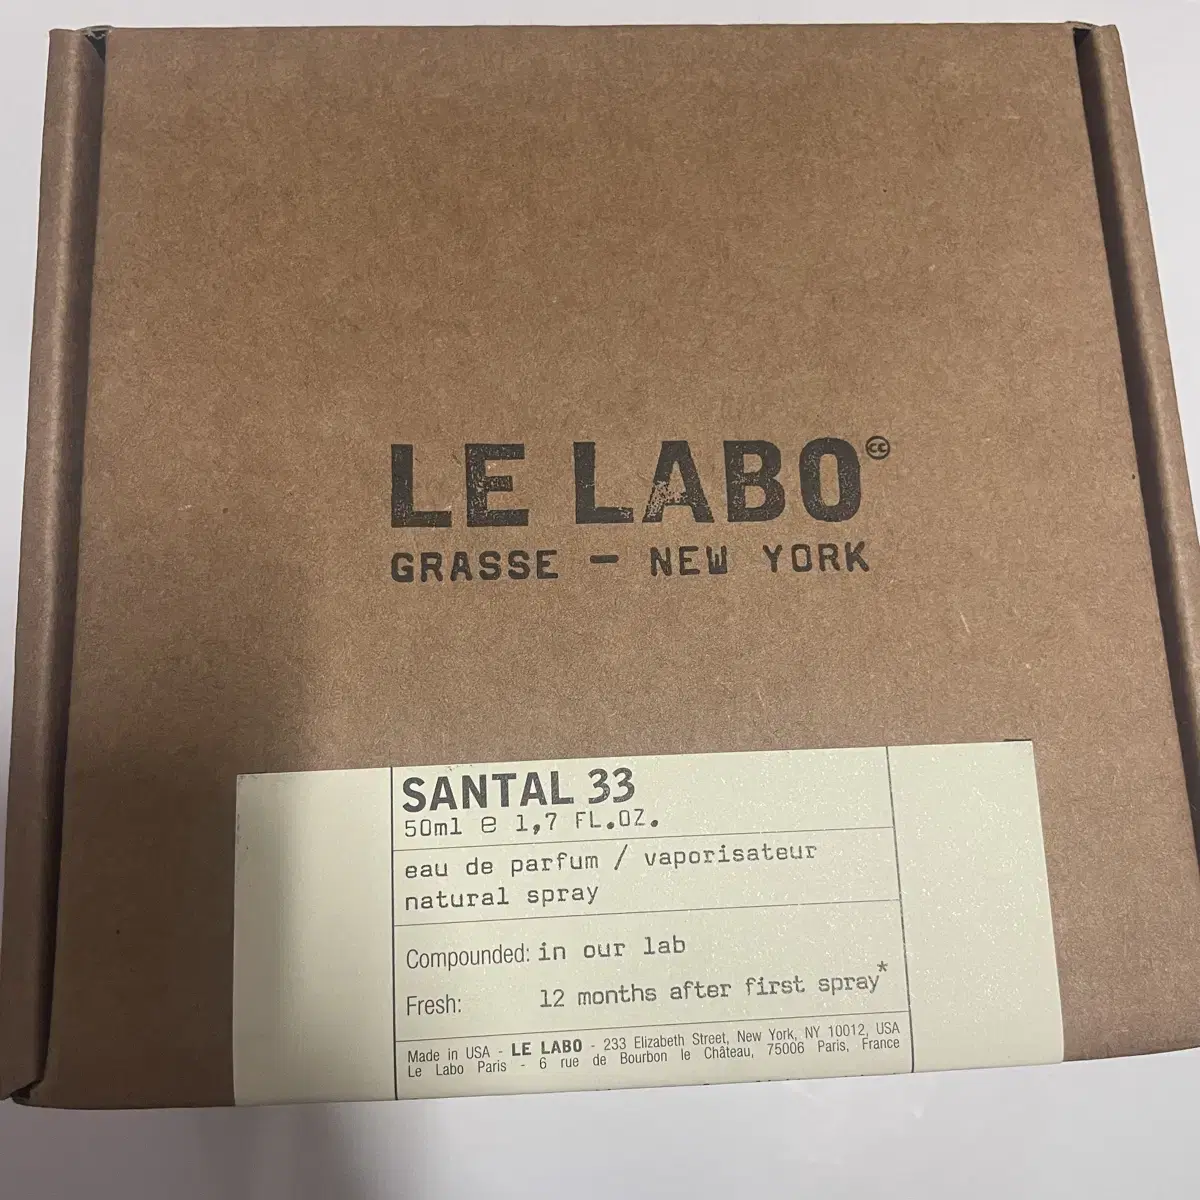 LE LABO
GRASSE — NEW YORK
SANTAL 33
50ml e 1,7 FL.OZ.
eau de parfum / vaporisateur
natural spray
Compounded: in our lab
Fresh: 12 months after first spray*
Made in USA - LE LABO - 233 Elizabeth Street, New York, NY 10012, USA
Le Labo Paris - 6 rue de Bourbon le Château, 75006 Paris, France